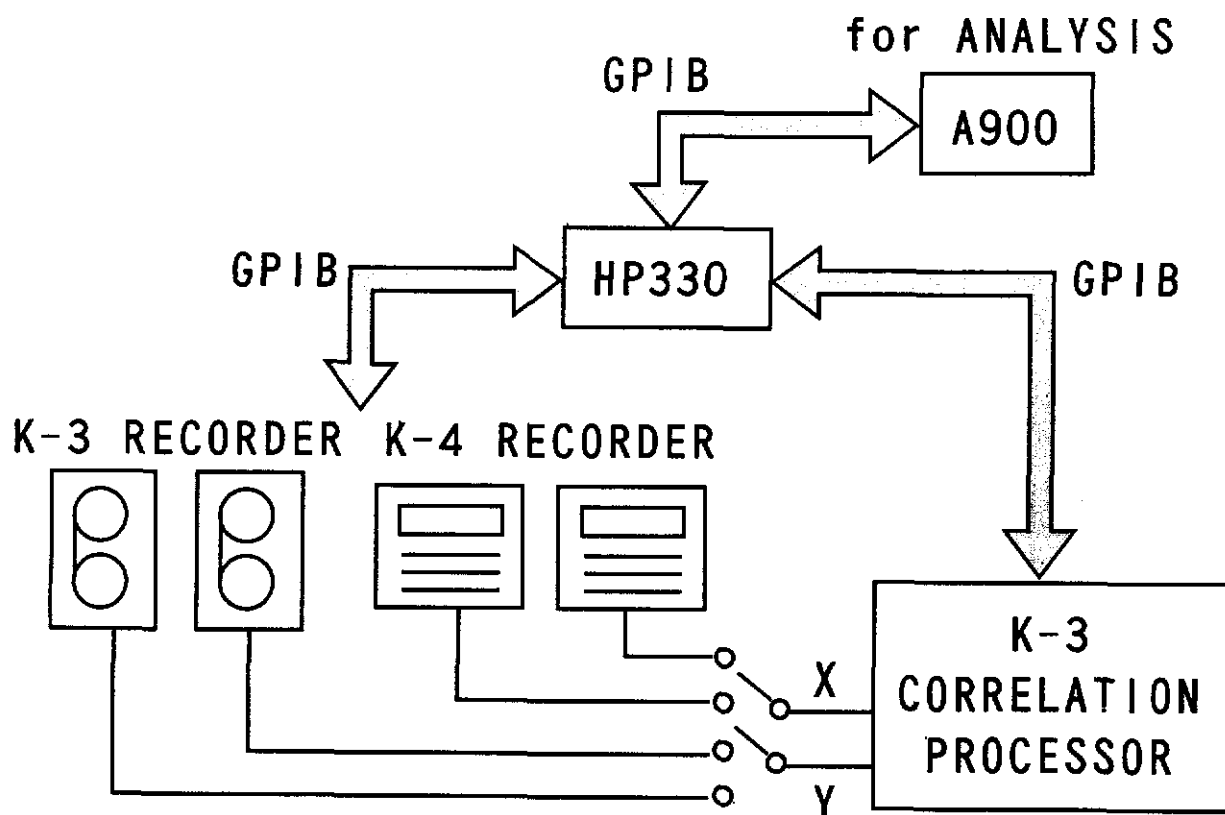 for ANALYSIS
GPIB
A900
GPIB
HP330
GPIB
K-3 RECORDER
K-4 RECORDER
K-3
CORRELATION
PROCESSOR
X
Y